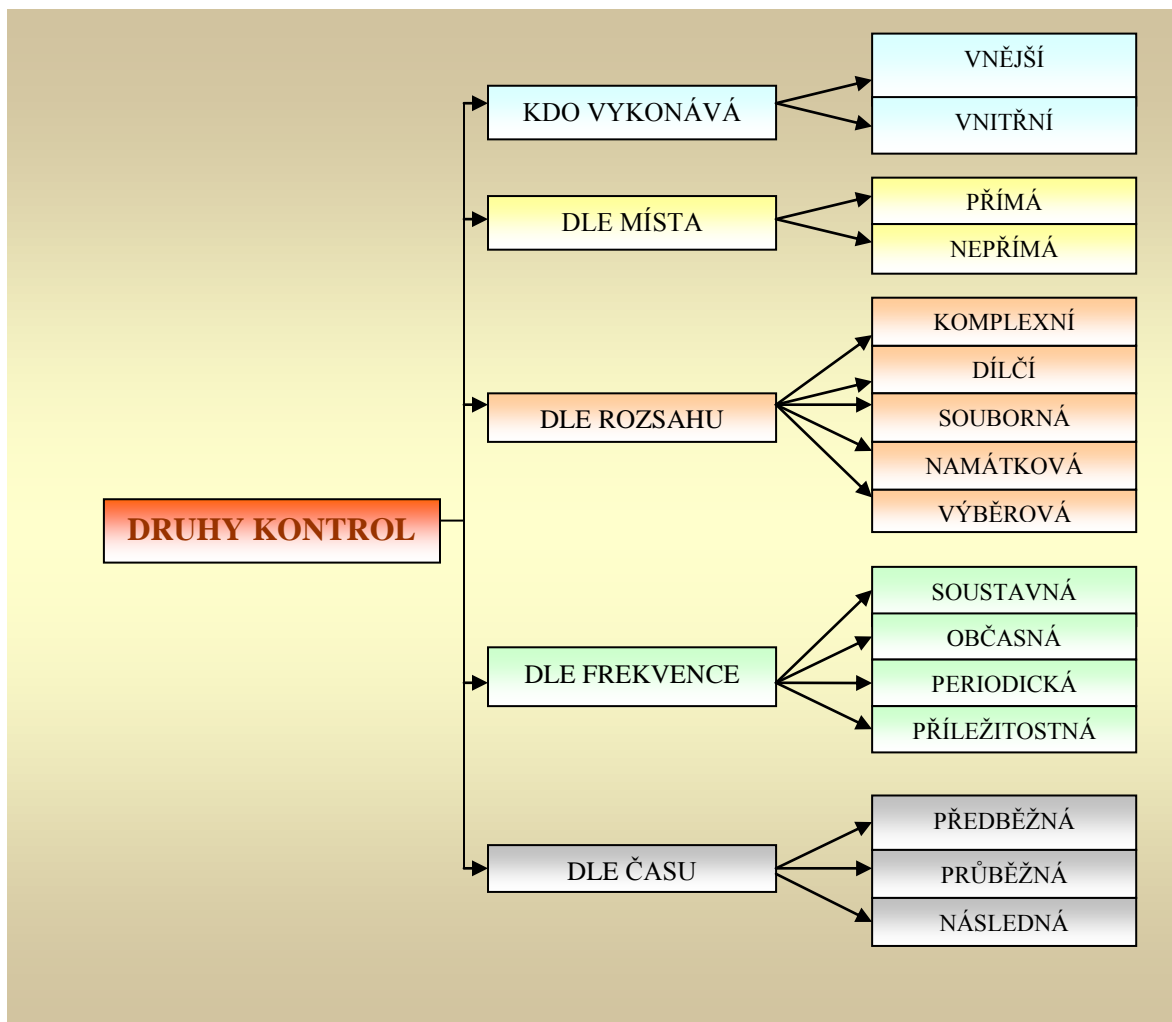 DRUHY KONTROL
KDO VYKONÁVÁ
VNĚJŠÍ
VNITŘNÍ
DLE MÍSTA
PŘÍMÁ
NEPŘÍMÁ
DLE ROZSAHU
KOMPLEXNÍ
DÍLČÍ
SOUBORNÁ
NAMÁTKOVÁ
VÝBĚROVÁ
DLE FREKVENCE
SOUSTAVNÁ
OBČASNÁ
PERIODICKÁ
PŘÍLEŽITOSTNÁ
DLE ČASU
PŘEDBĚŽNÁ
PRŮBĚŽNÁ
NÁSLEDNÁ